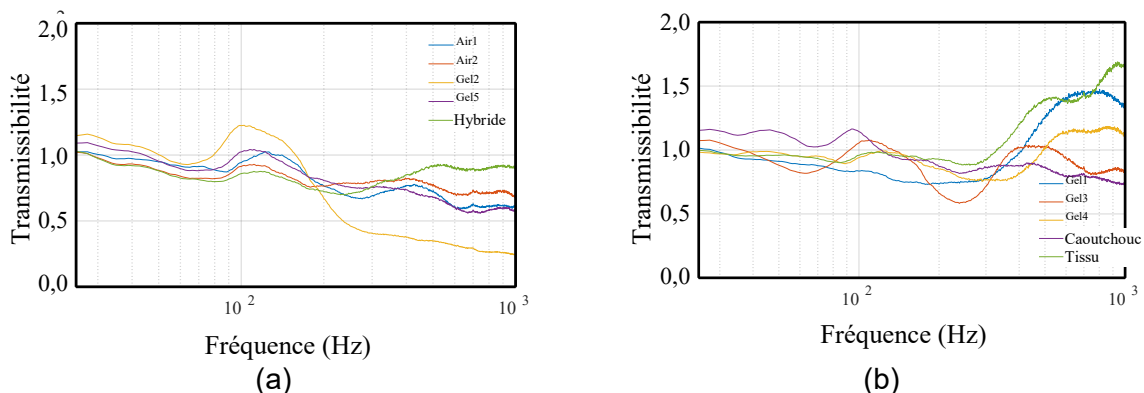 2,0
1,5
1,0
0,5
0,0
Transmissibilité
Air1
Air2
Gel2
Gel5
Hybride
10 2
10 3
Fréquence (Hz)
(a)
2,0
1,5
1,0
0,5
0,0
Transmissibilité
Gel1
Gel3
Gel4
Caoutchouc
Tissu
10 2
10 3
Fréquence (Hz)
(b)